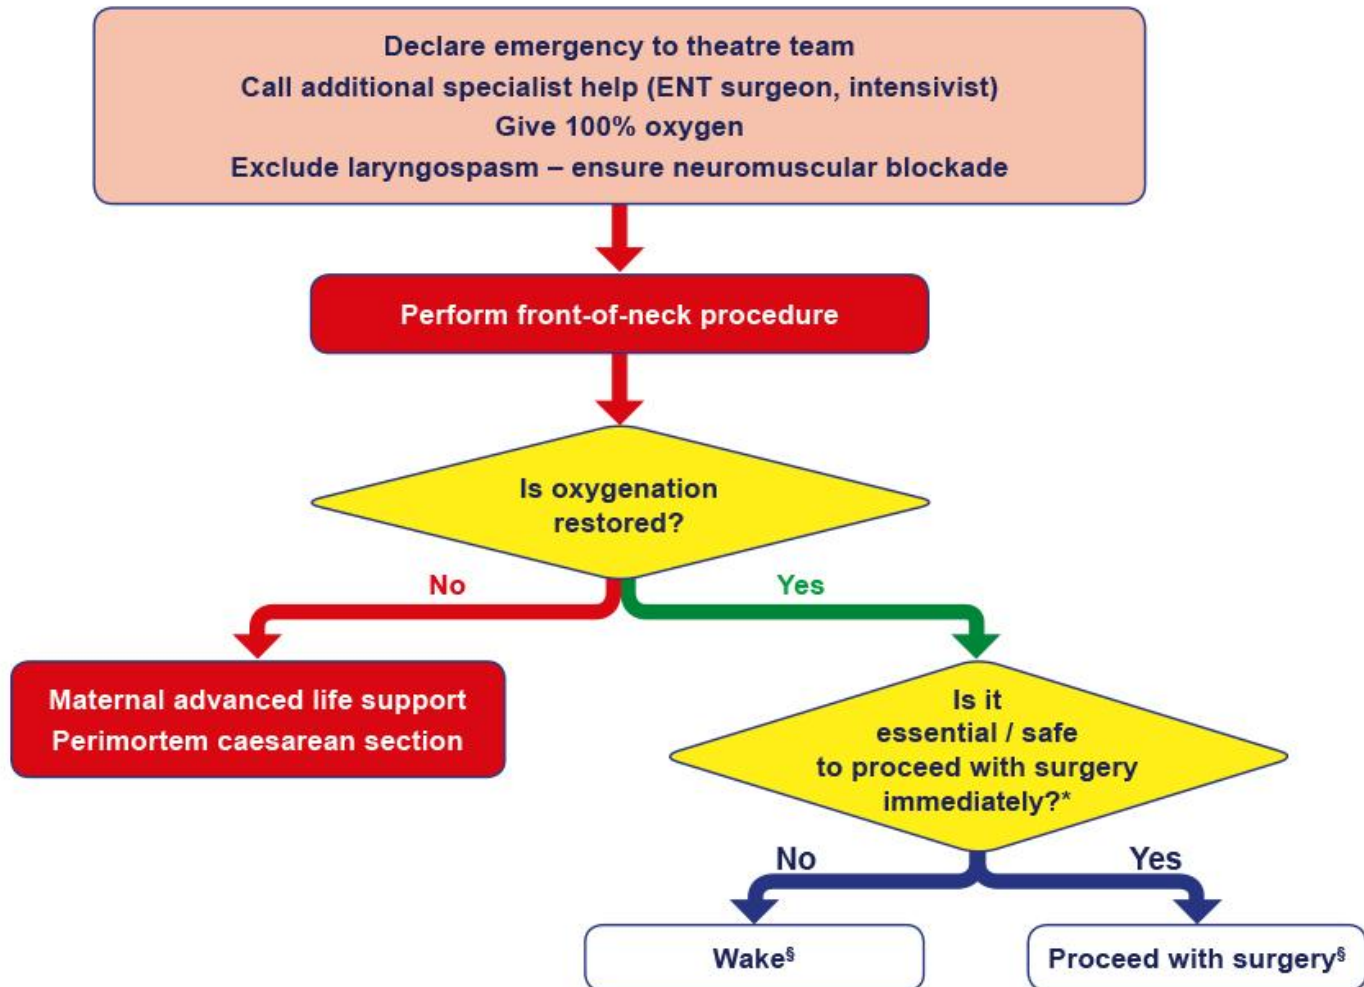 Declare emergency to theatre team
Call additional specialist help (ENT surgeon, intensivist)
Give 100% oxygen
Exclude laryngospasm – ensure neuromuscular blockade
Perform front-of-neck procedure
Is oxygenation
restored?
No
Yes
Maternal advanced life support
Perimortem caesarean section
Is it
essential / safe
to proceed with surgery
immediately?*
No
Yes
Wake§
Proceed with surgery§